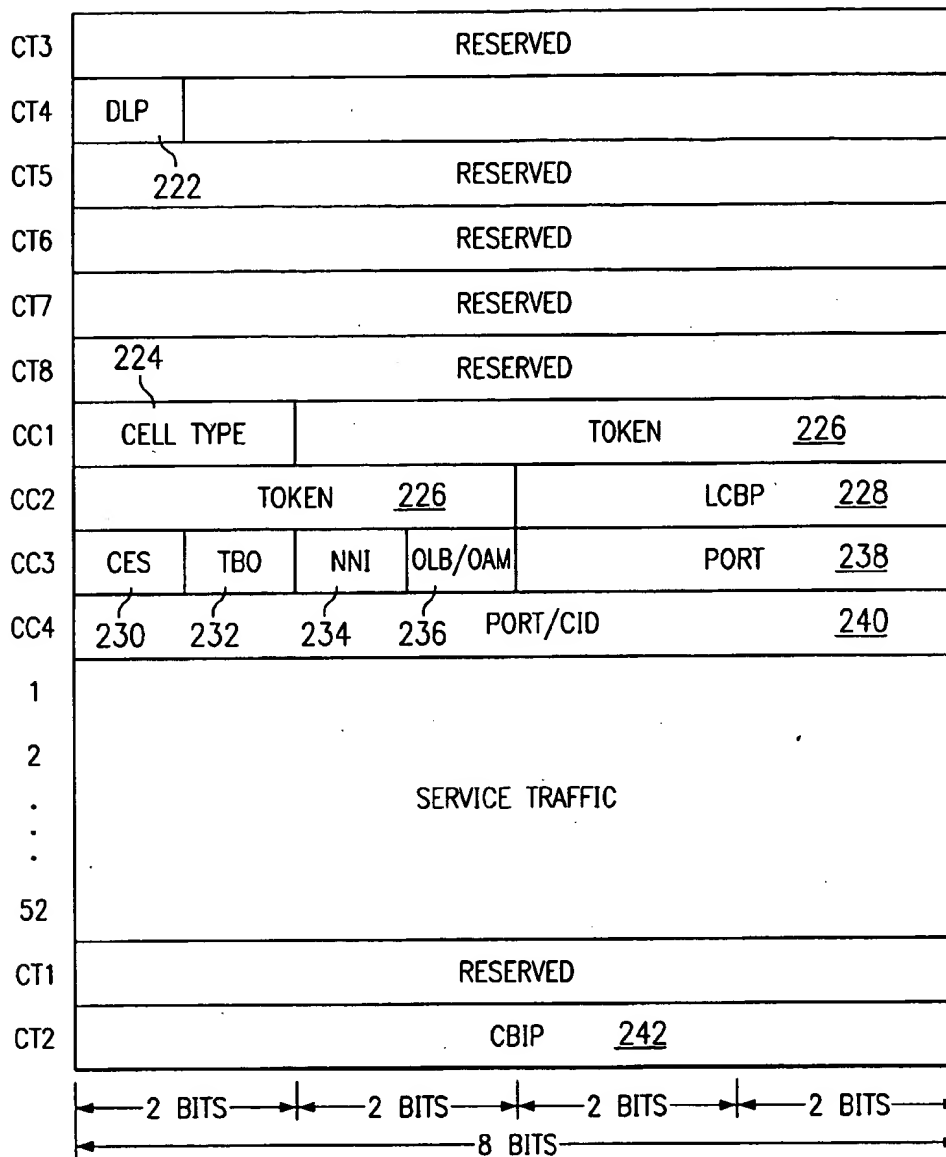 CT3 RESERVED
CT4 DLP
222
CT5 RESERVED
CT6 RESERVED
CT7 RESERVED
224
CT8 RESERVED
CC1 CELL TYPE TOKEN 226
CC2 TOKEN 226 LCBP 228
CC3 CES TBO NNI OLB/OAM PORT 238
CC4 230 232 234 236 PORT/CID 240
1
2
.
.
.
SERVICE TRAFFIC
52
CT1 RESERVED
CT2 CBIP 242
2 BITS 2 BITS 2 BITS 2 BITS
8 BITS